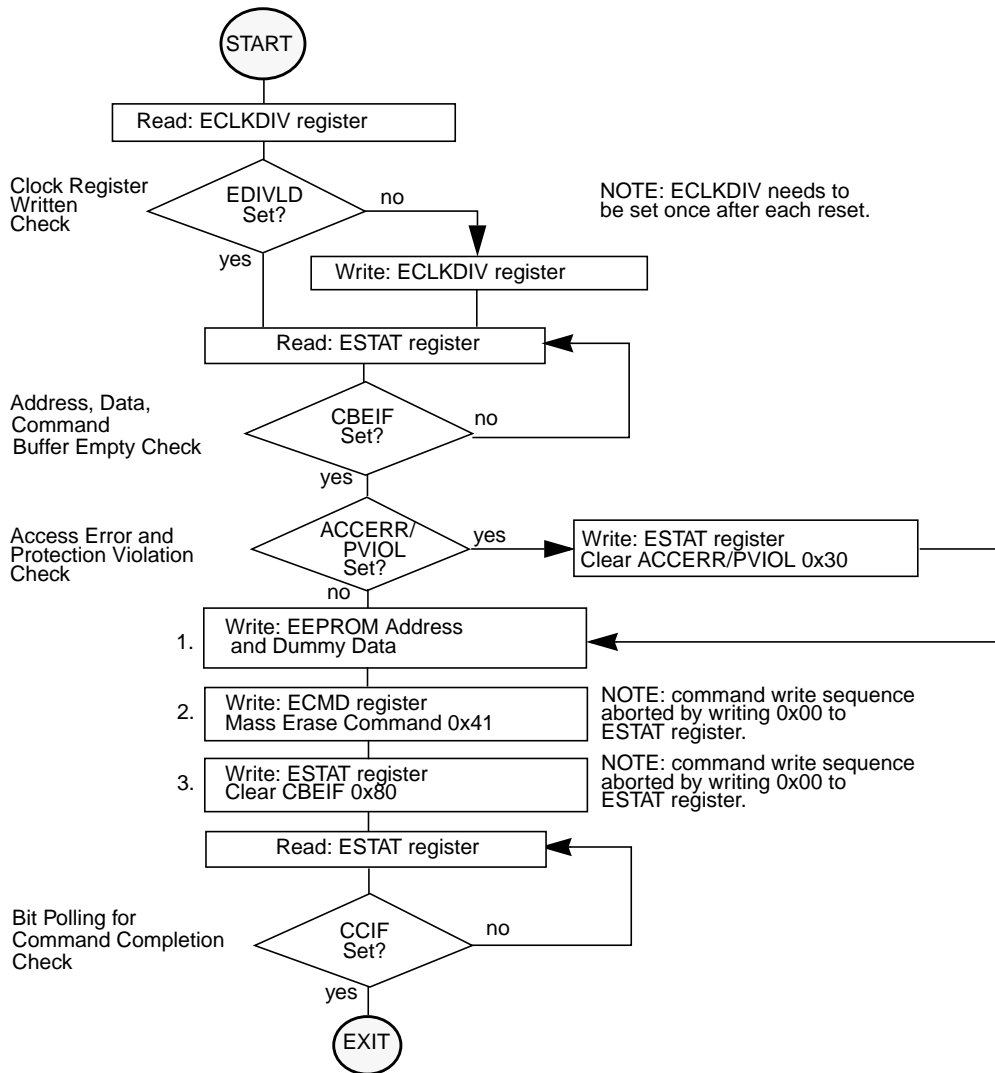 START
Read: ECLKDIV register
Clock Register
Written
Check
EDIVLD
Set?
no
yes
NOTE: ECLKDIV needs to
be set once after each reset.
Write: ECLKDIV register
Read: ESTAT register
Address, Data,
Command
Buffer Empty Check
CBEIF
Set?
no
yes
Access Error and
Protection Violation
Check
ACCERR/
PVIOL
Set?
yes
no
Write: ESTAT register
Clear ACCERR/PVIOL 0x30
1.
Write: EEPROM Address
and Dummy Data
2.
Write: ECMD register
Mass Erase Command 0x41
NOTE: command write sequence
aborted by writing 0x00 to
ESTAT register.
3.
Write: ESTAT register
Clear CBEIF 0x80
NOTE: command write sequence
aborted by writing 0x00 to
ESTAT register.
Read: ESTAT register
Bit Polling for
Command Completion
Check
CCIF
Set?
no
yes
EXIT